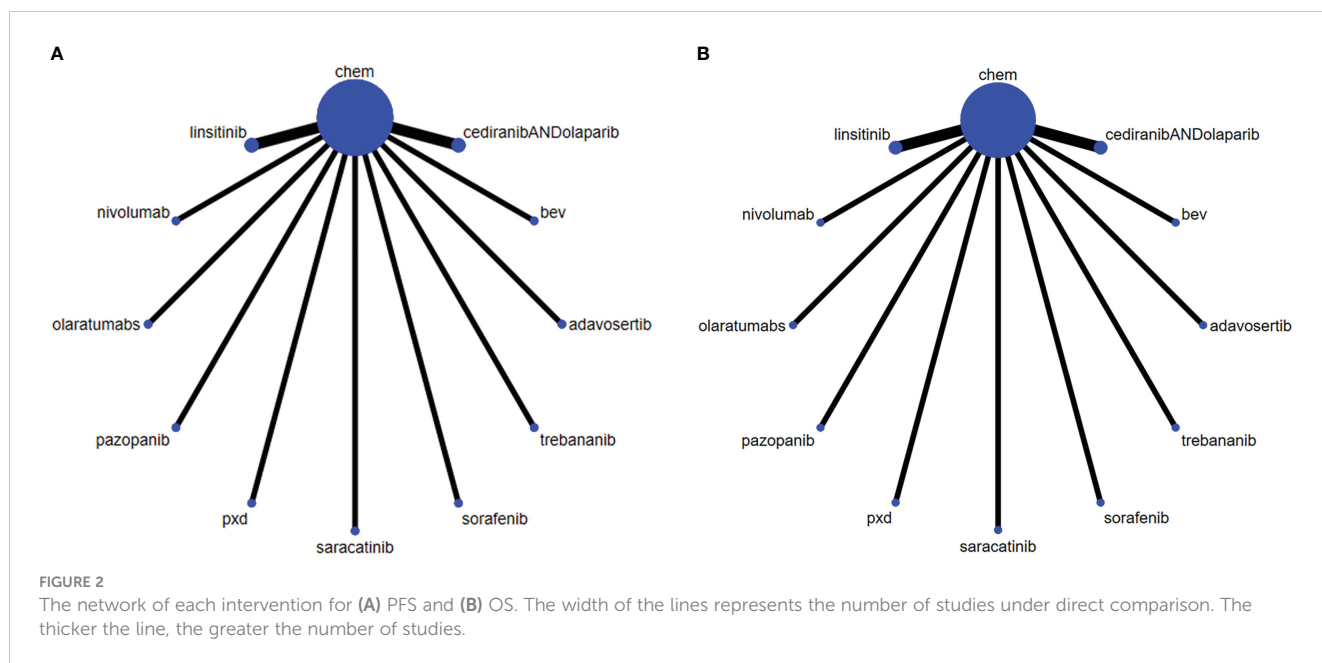 A
chem
linsitinib
cediranibANDolaparib
nivolumab
bev
olaratumabs
adavosertib
pazopanib
trebananib
pxd
sorafenib
saracatinib
B
chem
linsitinib
cediranibANDolaparib
nivolumab
bev
olaratumabs
adavosertib
pazopanib
trebananib
pxd
sorafenib
saracatinib
FIGURE 2
The network of each intervention for (A) PFS and (B) OS. The width of the lines represents the number of studies under direct comparison. The
thicker the line, the greater the number of studies.